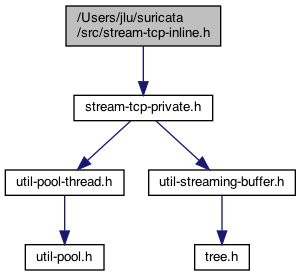 /Users/jlu/suricata
/src/stream-tcp-inline.h
stream-tcp-private.h
util-pool-thread.h
util-streaming-buffer.h
util-pool.h
tree.h